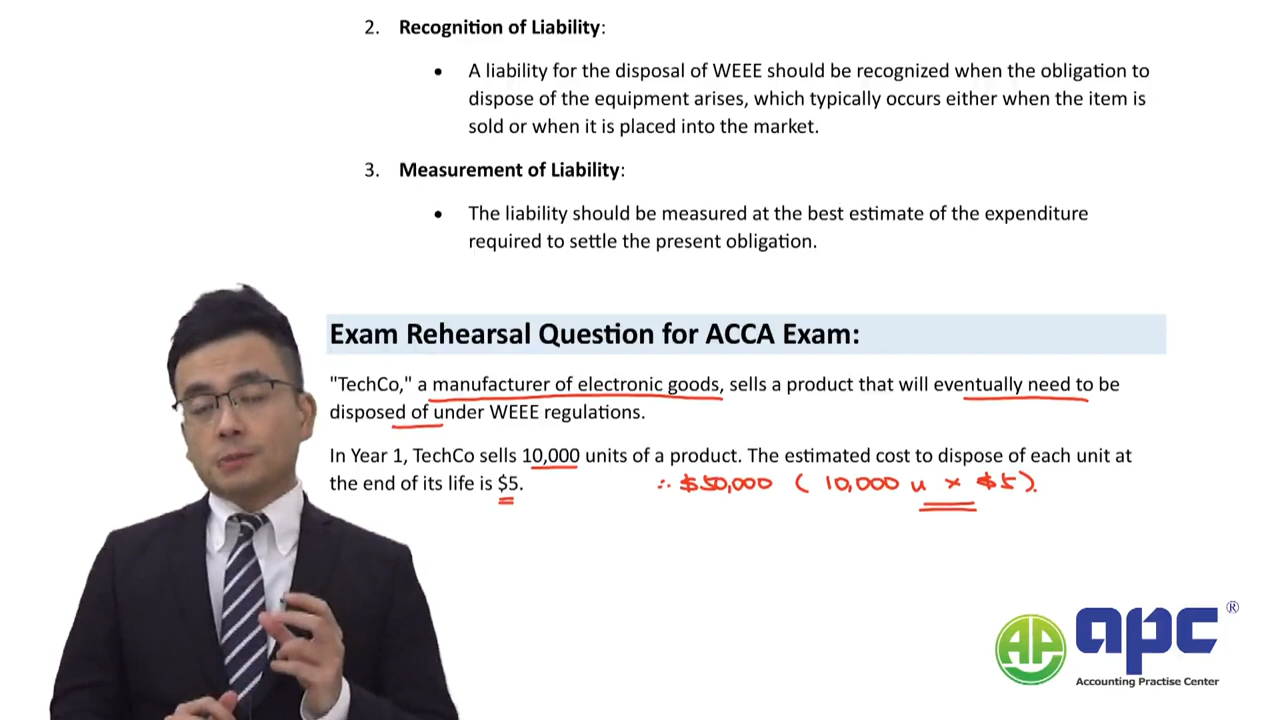 2. Recognition of Liability:
• A liability for the disposal of WEEE should be recognized when the obligation to
dispose of the equipment arises, which typically occurs either when the item is
sold or when it is placed into the market.
3. Measurement of Liability:
• The liability should be measured at the best estimate of the expenditure
required to settle the present obligation.
Exam Rehearsal Question for ACCA Exam:
"TechCo," a manufacturer of electronic goods, sells a product that will eventually need to be
disposed of under WEEE regulations.
In Year 1, TechCo sells 10,000 units of a product. The estimated cost to dispose of each unit at
the end of its life is $5.
∴ $50,000 ( 10,000 u × $5).
AP
apc®
Accounting Practise Center